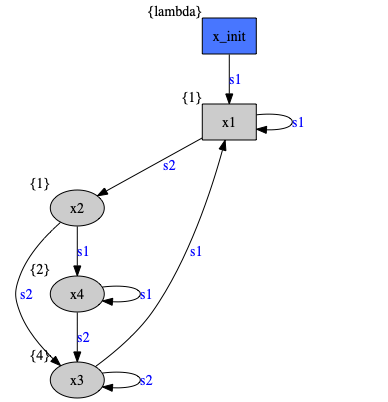 {lambda}
x_init
s1
{1}
x1
s1
s2
{1}
x2
s1
s1
{2}
x4
s1
s2
s2
{4}
x3
s2